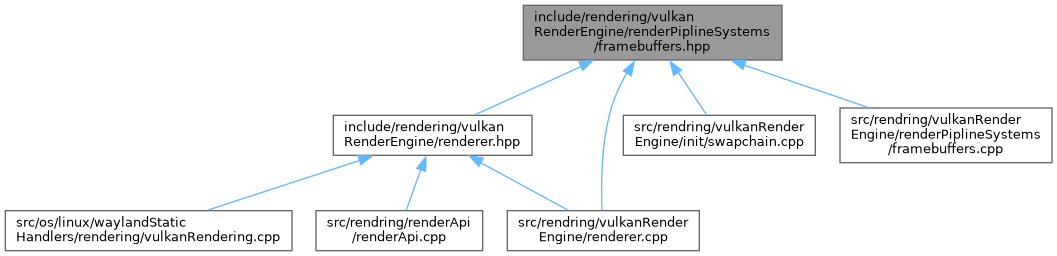 include/rendering/vulkan
RenderEngine/renderPiplineSystems
/framebuffers.hpp
include/rendering/vulkan
RenderEngine/renderer.hpp
src/rendring/vulkanRender
Engine/init/swapchain.cpp
src/rendring/vulkanRender
Engine/renderPiplineSystems
/framebuffers.cpp
src/os/linux/waylandStatic
Handlers/rendering/vulkanRendering.cpp
src/rendring/renderApi
/renderApi.cpp
src/rendring/vulkanRender
Engine/renderer.cpp